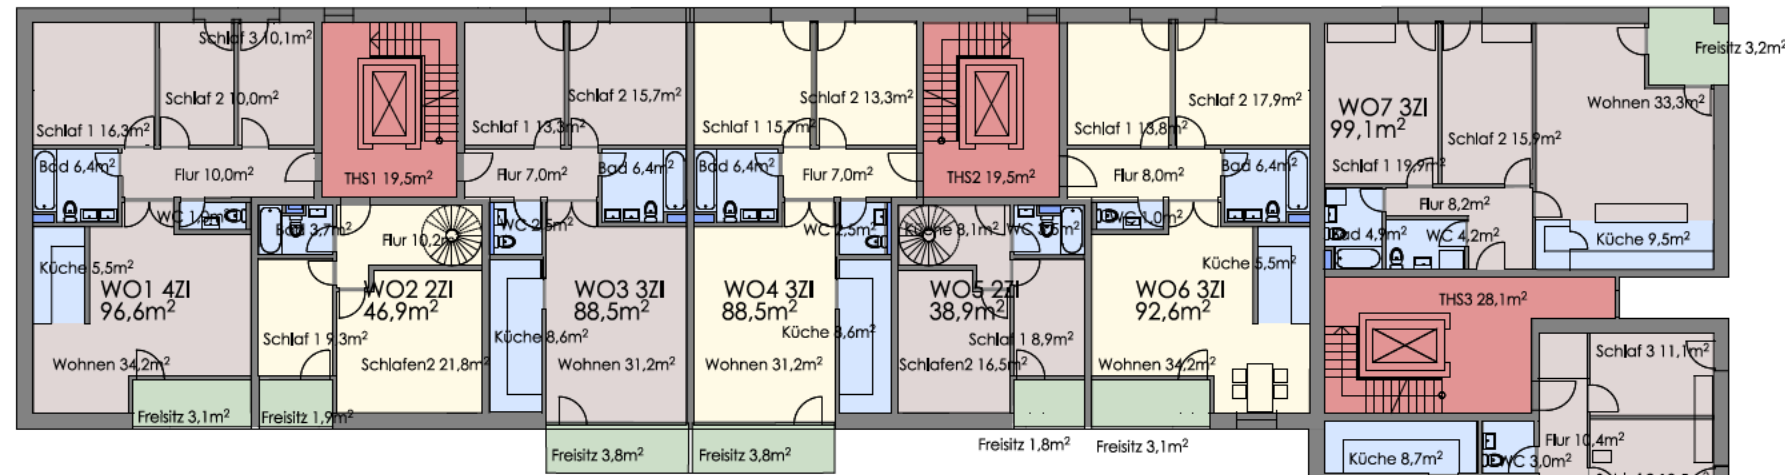 Schlaf 3 10,1m²
Schlaf 2 10,0m²
Schlaf 1 16,3m²
Bad 6,4m²
Flur 10,0m²
THS1 19,5m²
WC 1,0m²
Küche 5,5m²
WO1 4ZI
96,6m²
Wohnen 34,2m²
Freisitz 3,1m²
Bad 3,7m²
Flur 10,2m²
WO2 2ZI
46,9m²
Schlaf 1 9,3m²
Schlafen2 21,8m²
Freisitz 1,9m²
Schlaf 2 15,7m²
Schlaf 1 13,3m²
Flur 7,0m²
Bad 6,4m²
WC 2,5m²
WO3 3ZI
88,5m²
Küche 8,6m²
Wohnen 31,2m²
Freisitz 3,8m²
Schlaf 2 13,3m²
Schlaf 1 15,7m²
Bad 6,4m²
Flur 7,0m²
WC 2,5m²
WO4 3ZI
88,5m²
Küche 8,6m²
Wohnen 31,2m²
Freisitz 3,8m²
THS2 19,5m²
Küche 8,1m²
WO5 2ZI
38,9m²
Schlaf 1 8,9m²
Schlafen2 16,5m²
Freisitz 1,8m²
Schlaf 2 17,9m²
Schlaf 1 13,8m²
Flur 8,0m²
Bad 6,4m²
WC 1,0m²
Küche 5,5m²
WO6 3ZI
92,6m²
Wohnen 34,2m²
Freisitz 3,1m²
Freisitz 3,2m²
Wohnen 33,3m²
WO7 3ZI
99,1m²
Schlaf 2 15,9m²
Schlaf 1 19,9m²
Flur 8,2m²
Bad 4,9m²
WC 4,2m²
Küche 9,5m²
THS3 28,1m²
Schlaf 3 11,1m²
Flur 10,4m²
Küche 8,7m²
WC 3,0m²